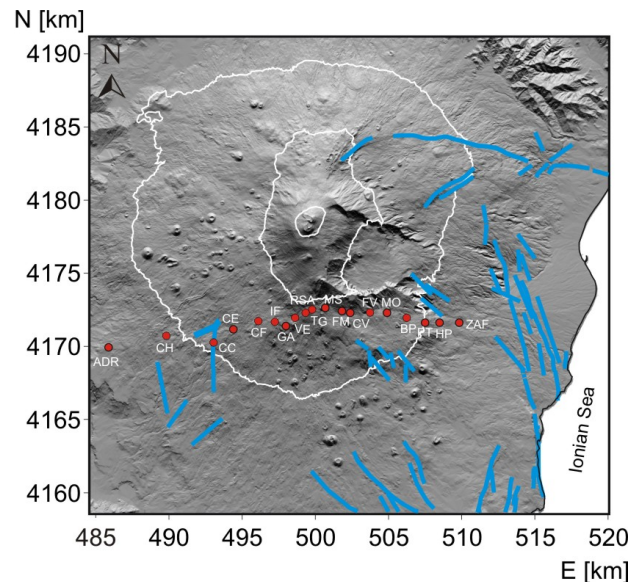 N [km]
N
4190
4185
4180
4175
4170
4165
4160
RSA MS FV MO
CE CF IF
ADR CH CC GA VE TG FM CV BP PT HP ZAF
Ionian Sea
485 490 495 500 505 510 515 520
E [km]